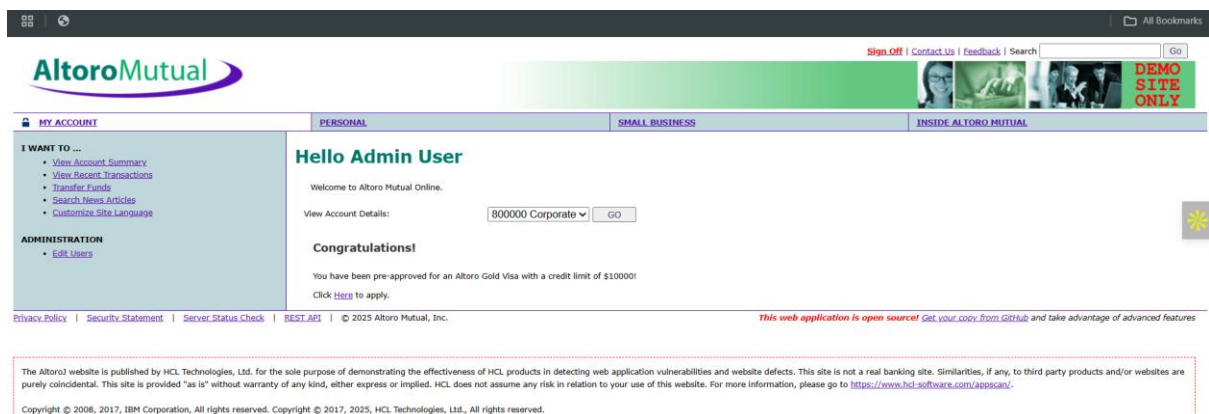 All Bookmarks
Sign Off | Contact Us | Feedback | Search Go
AltoroMutual
DEMO
SITE
ONLY
MY ACCOUNT PERSONAL SMALL BUSINESS INSIDE ALTORO MUTUAL
I WANT TO ...
• View Account Summary
• View Recent Transactions
• Transfer Funds
• Search News Articles
• Customize Site Language
ADMINISTRATION
• Edit Users
Hello Admin User
Welcome to Altoro Mutual Online.
View Account Details: 800000 Corporate GO
Congratulations!
You have been pre-approved for an Altoro Gold Visa with a credit limit of $10000!
Click Here to apply.
Privacy Policy | Security Statement | Server Status Check | REST API | © 2025 Altoro Mutual, Inc. This web application is open source! Get your copy from GitHub and take advantage of advanced features
The AltoroJ website is published by HCL Technologies, Ltd. for the sole purpose of demonstrating the effectiveness of HCL products in detecting web application vulnerabilities and website defects. This site is not a real banking site. Similarities, if any, to third party products and/or websites are
purely coincidental. This site is provided "as is" without warranty of any kind, either express or implied. HCL does not assume any risk in relation to your use of this website. For more information, please go to https://www.hcl-software.com/appscan/.
Copyright © 2008, 2017, IBM Corporation, All rights reserved. Copyright © 2017, 2025, HCL Technologies, Ltd., All rights reserved.